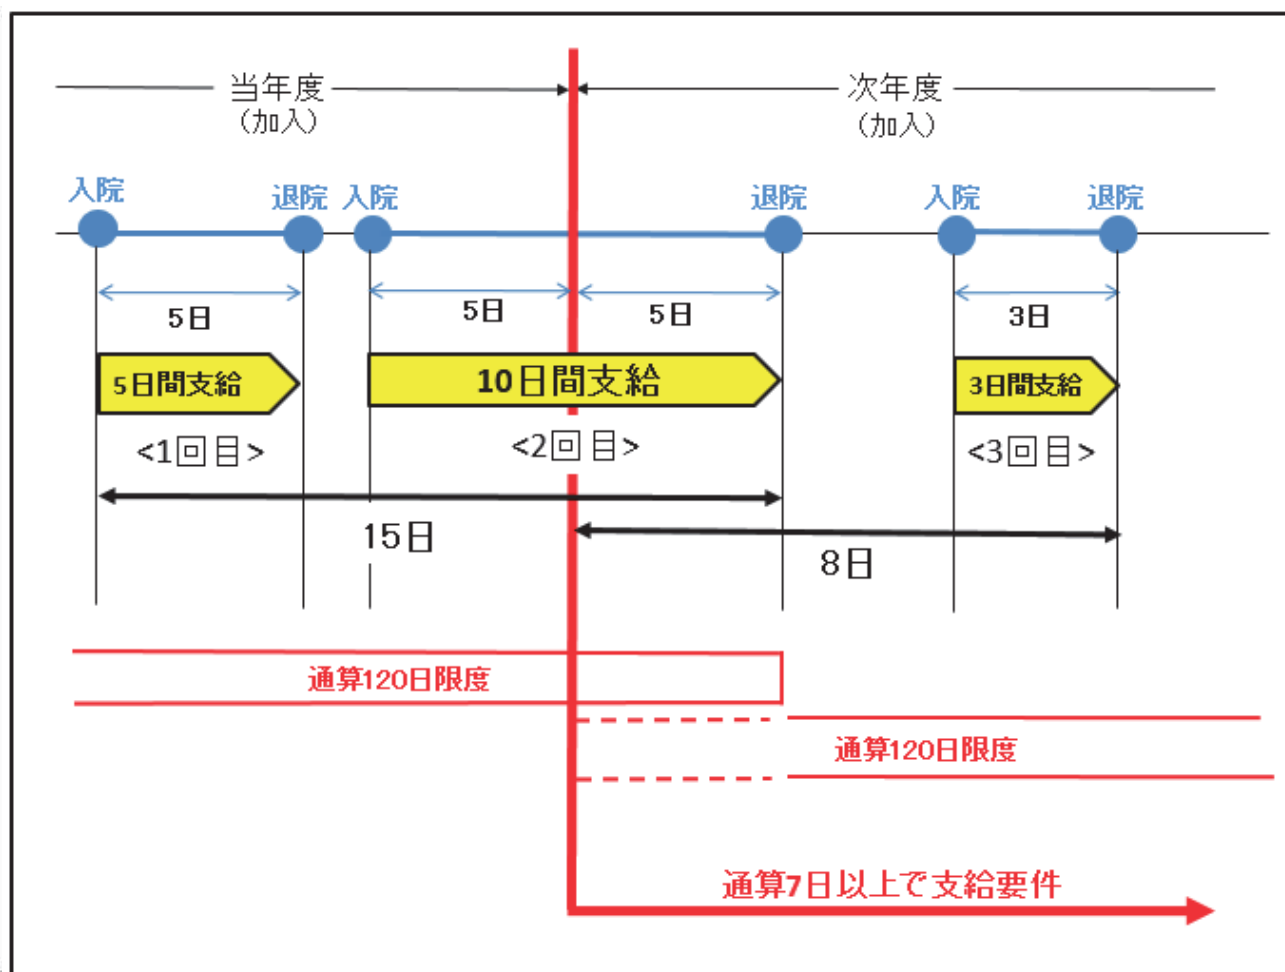 当年度
（加入）
次年度
（加入）
入院
退院
入院
退院
入院
退院
5日
5日
5日
3日
5日間支給
10日間支給
3日間支給
<1回目>
<2回目>
<3回目>
15日
8日
通算120日限度
通算120日限度
通算7日以上で支給要件